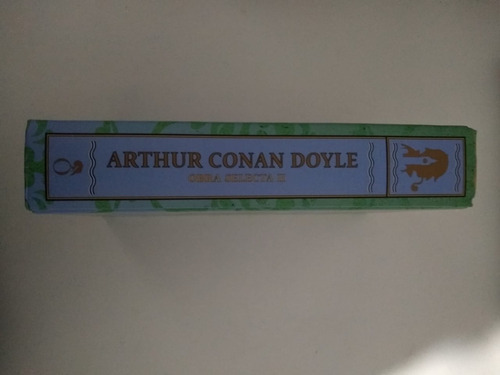 ARTHUR CONAN DOYLE
OBRA SELECTA II